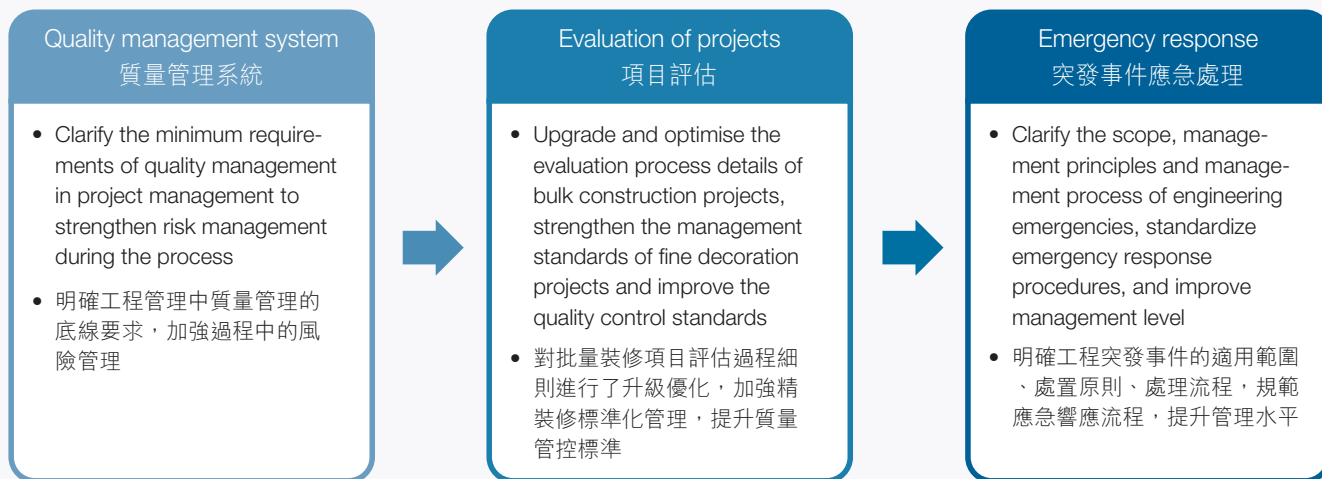 Quality management system
質量管理系統
• Clarify the minimum require-
ments of quality management
in project management to
strengthen risk management
during the process
• 明確工程管理中質量管理的
底線要求，加強過程中的風
險管理
Evaluation of projects
項目評估
• Upgrade and optimise the
evaluation process details of
bulk construction projects,
strengthen the management
standards of fine decoration
projects and improve the
quality control standards
• 對批量裝修項目評估過程細
則進行了升級優化，加強精
裝修標準化管理，提升質量
管控標準
Emergency response
突發事件應急處理
• Clarify the scope, manage-
ment principles and manage-
ment process of engineering
emergencies, standardize
emergency response
procedures, and improve
management level
• 明確工程突發事件的適用範圍
、處置原則、處理流程，規範
應急響應流程，提升管理水平